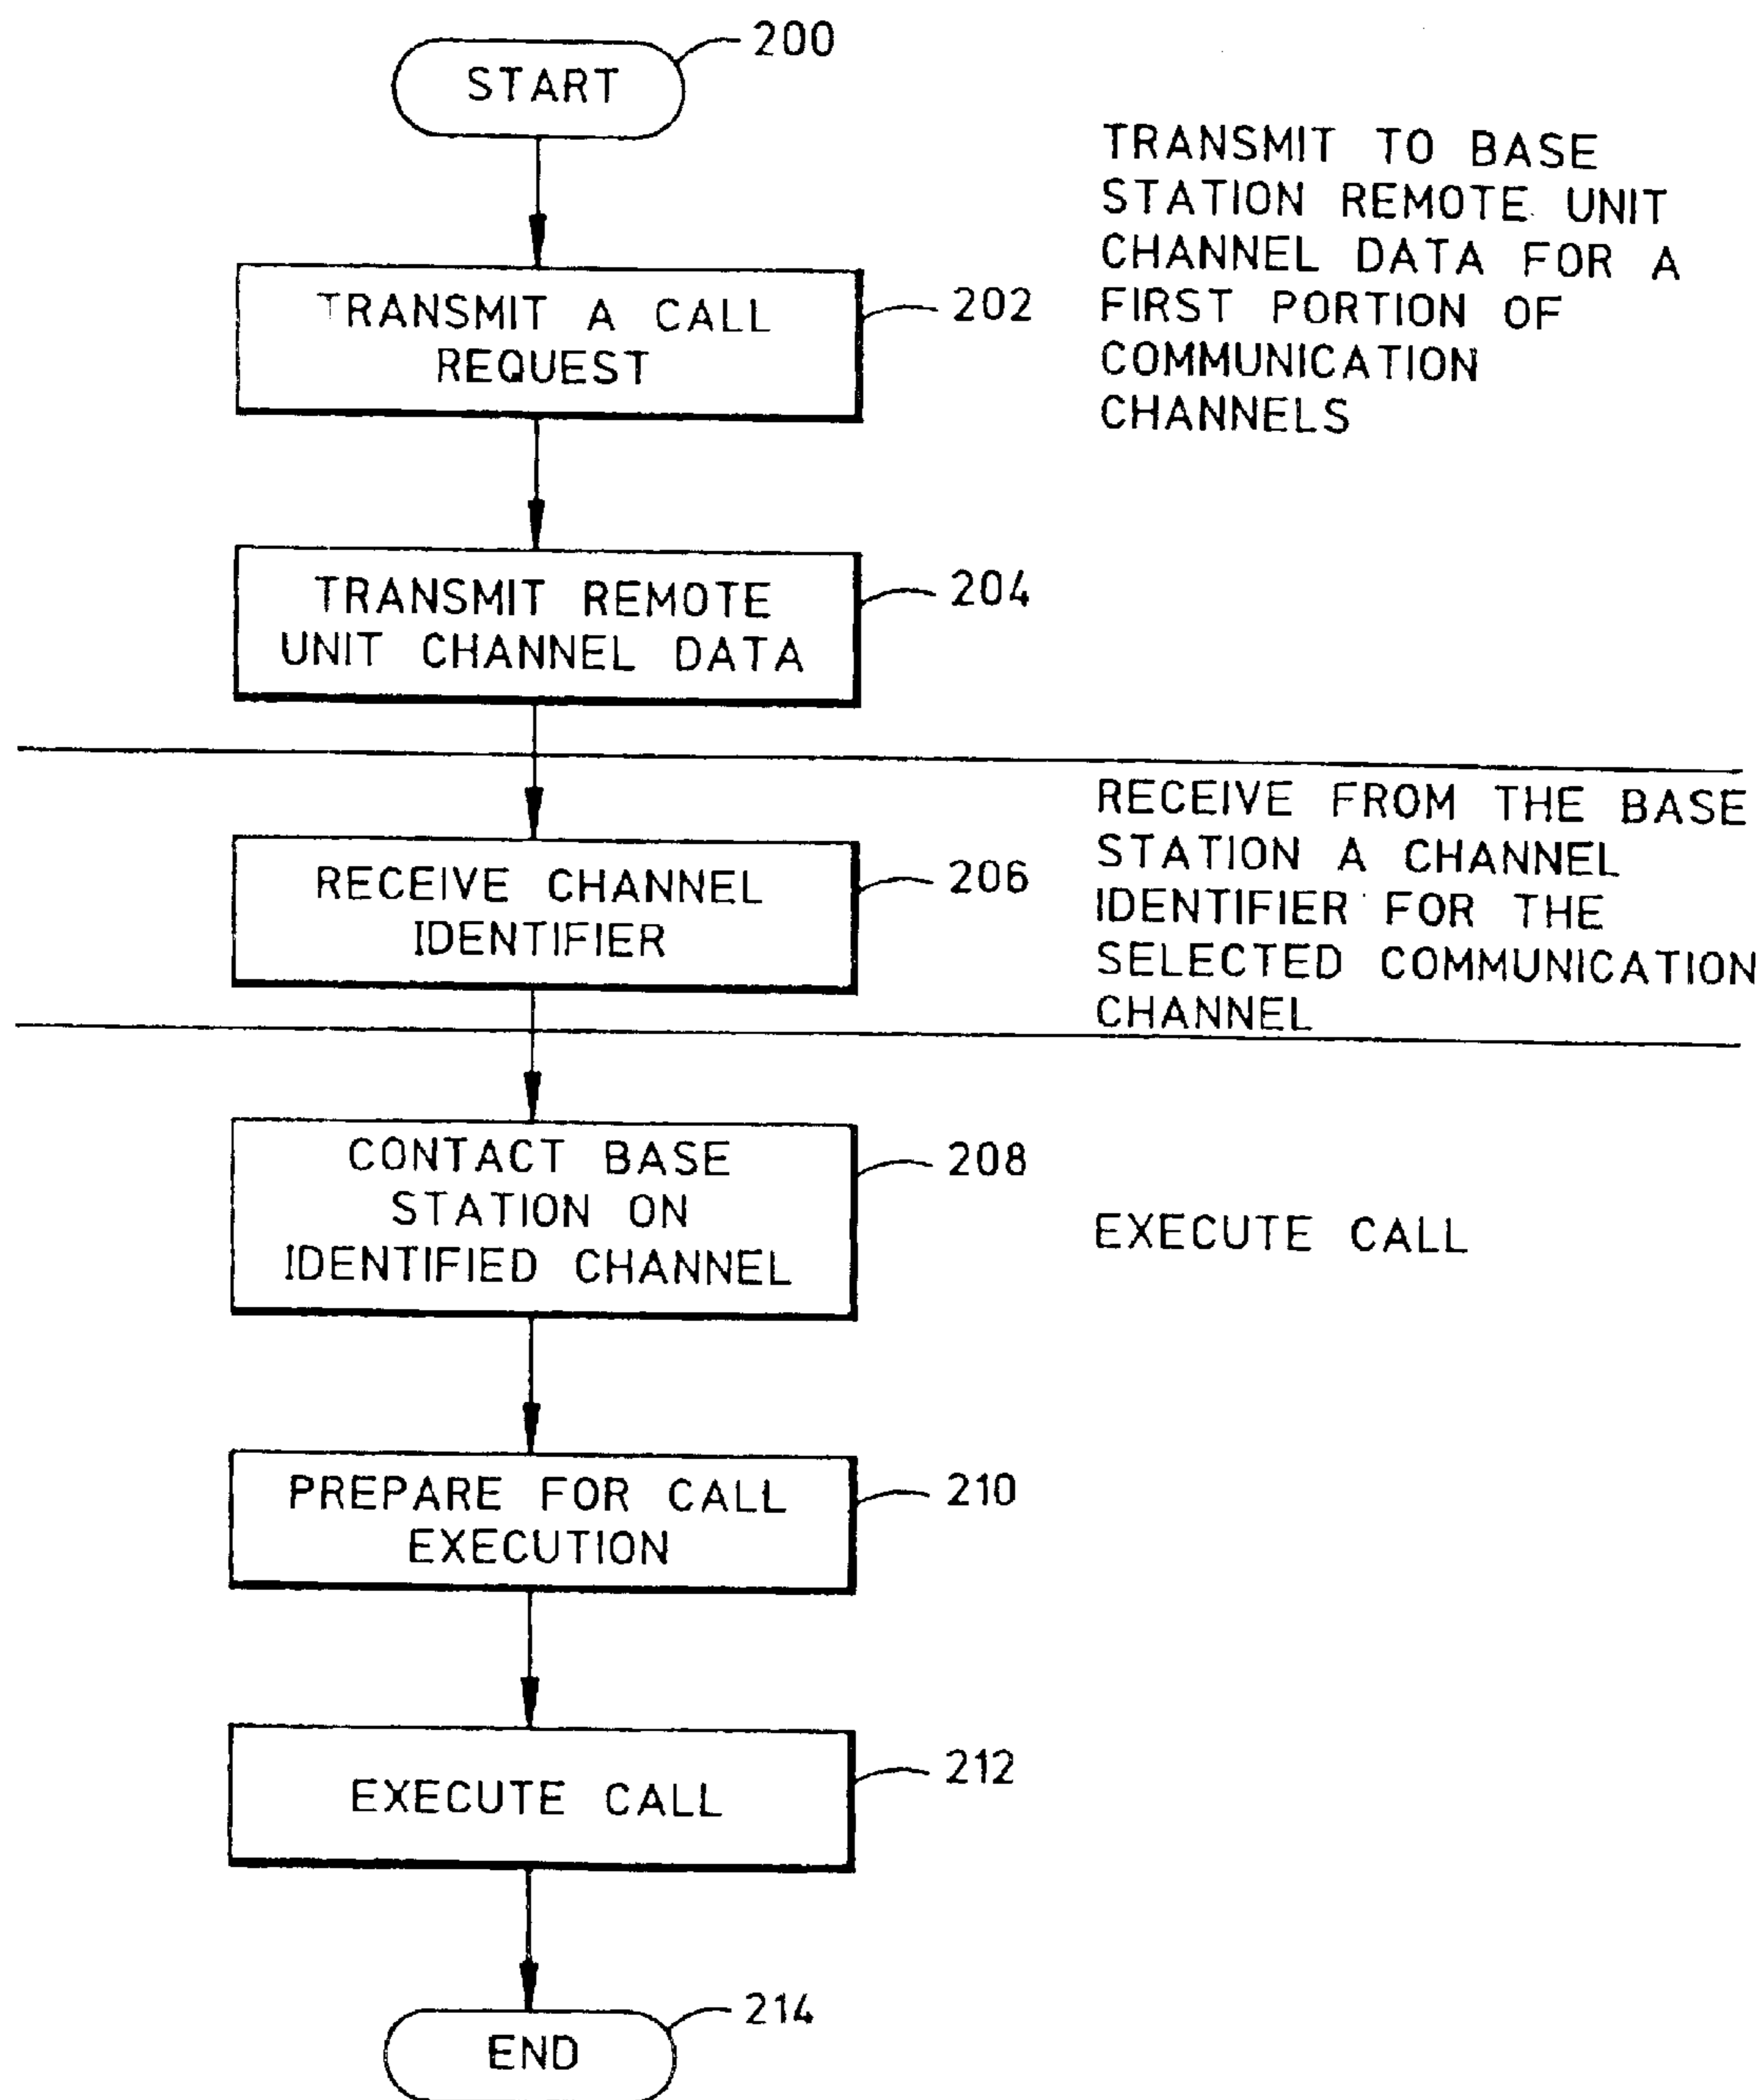 START
200
TRANSMIT TO BASE
STATION REMOTE UNIT
CHANNEL DATA FOR A
FIRST PORTION OF
COMMUNICATION
CHANNELS
TRANSMIT A CALL
REQUEST
202
TRANSMIT REMOTE
UNIT CHANNEL DATA
204
RECEIVE FROM THE BASE
STATION A CHANNEL
IDENTIFIER FOR THE
SELECTED COMMUNICATION
CHANNEL
RECEIVE CHANNEL
IDENTIFIER
206
CONTACT BASE
STATION ON
IDENTIFIED CHANNEL
208
EXECUTE CALL
PREPARE FOR CALL
EXECUTION
210
EXECUTE CALL
212
END
214